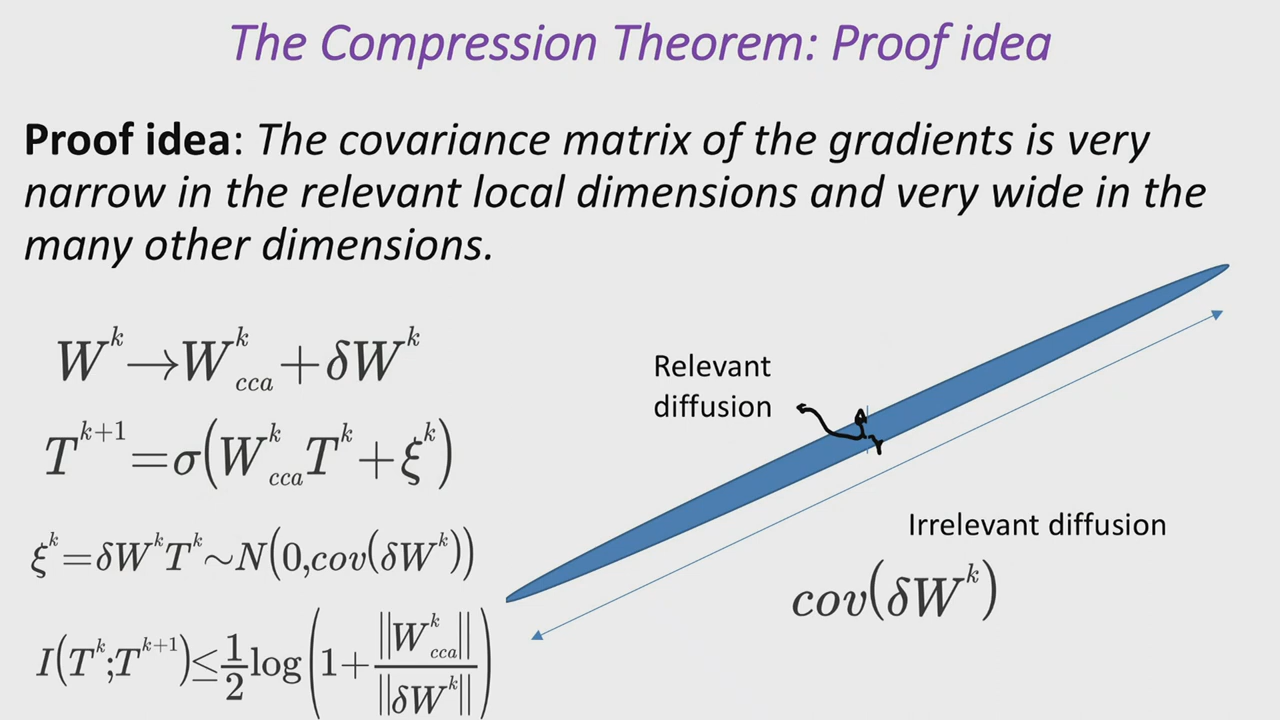 The Compression Theorem: Proof idea
Proof idea: The covariance matrix of the gradients is very
narrow in the relevant local dimensions and very wide in the
many other dimensions.
W^k→W^k_cca+δW^k
T^{k+1}=σ(W^k_cca T^k+ξ^k)
ξ^k=δW^kT^k~N(0,cov(δW^k))
I(T^k;T^{k+1})≤1/2 log(1+||W^k_cca||/||δW^k||)
Relevant
diffusion
Irrelevant diffusion
cov(δW^k)